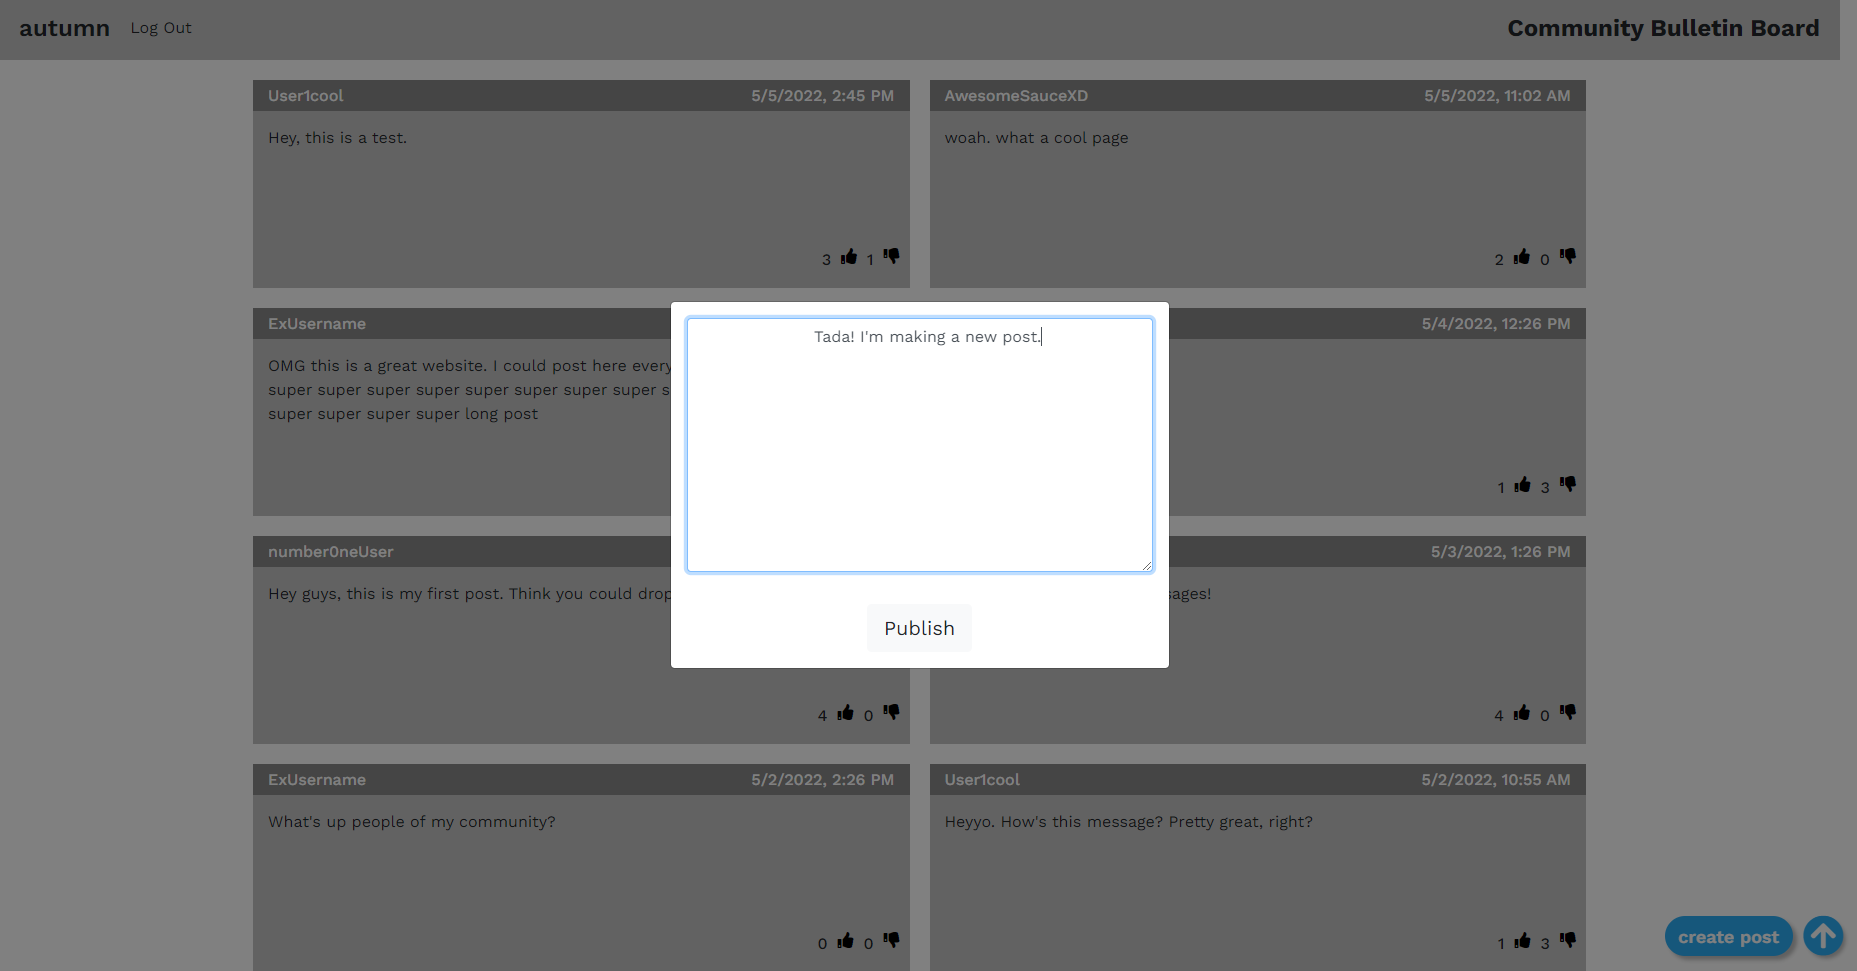 autumn Log Out Community Bulletin Board
User1cool 5/5/2022, 2:45 PM
Hey, this is a test.
3 1
AwesomeSauceXD 5/5/2022, 11:02 AM
woah. what a cool page
2 0
ExUsername
OMG this is a great website. I could post here every
super super super super super super super super s
super super super super long post
5/4/2022, 12:26 PM
1 3
Tada! I'm making a new post.
Publish
number0neUser
Hey guys, this is my first post. Think you could drop
4 0
5/3/2022, 1:26 PM
sages!
4 0
ExUsername 5/2/2022, 2:26 PM
What's up people of my community?
0 0
User1cool 5/2/2022, 10:55 AM
Heyyo. How's this message? Pretty great, right?
1 3
create post